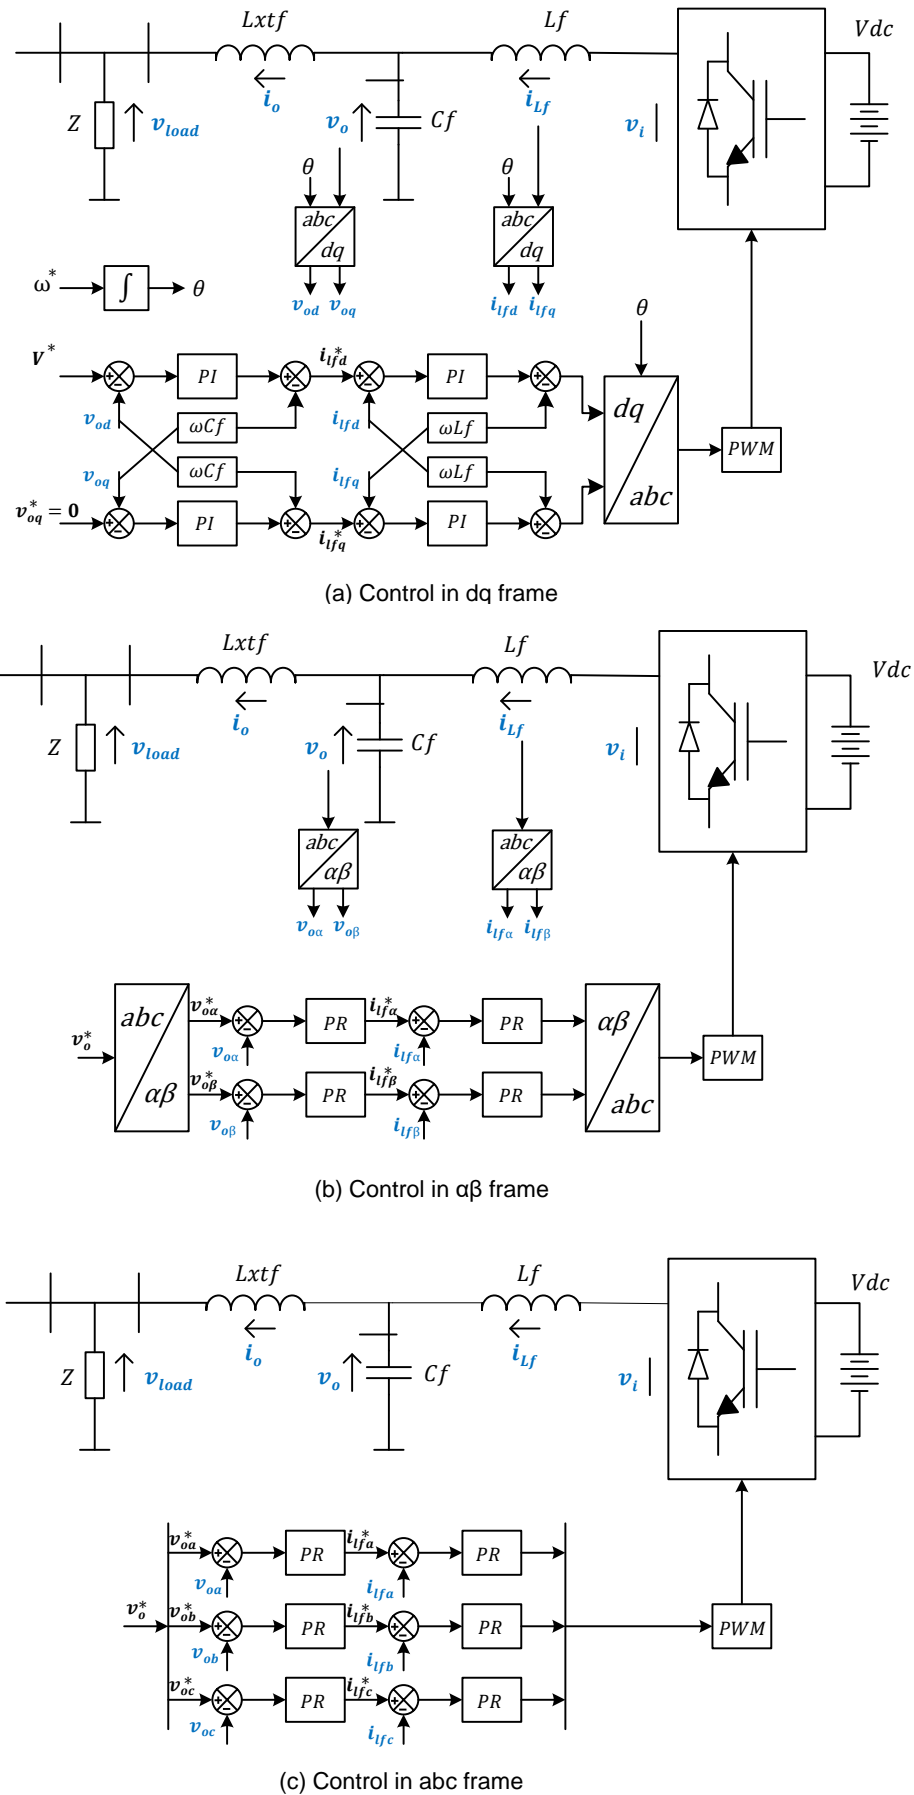 Lxtf Lf Vdc
i_o i_Lf
Z v_load v_o Cf v_i
θ θ
abc abc
dq dq
v_od v_oq i_lfd i_lfq
ω* ∫ θ θ
V* PI i*_lfd PI
v_od ωCf i_lfd ωLf dq
PWM
v_oq ωCf i_lfq ωLf abc
v*_oq = 0 PI i*_lfq PI
(a) Control in dq frame
Lxtf Lf Vdc
i_o i_Lf
Z v_load v_o Cf v_i
abc abc
αβ αβ
v_oα v_oβ i_lfα i_lfβ
abc v*_oα PR i*_lfα PR αβ
v*_o v_oα i_lfα PWM
αβ v*_oβ PR i*_lfβ PR abc
v_oβ i_lfβ
(b) Control in αβ frame
Lxtf Lf Vdc
i_o i_Lf
Z v_load v_o Cf v_i
v*_oa PR i*_lfa PR
v_oa i_lfa
v*_o v*_ob PR i*_lfb PR PWM
v_ob i_lfb
v*_oc PR i*_lfc PR
v_oc i_lfc
(c) Control in abc frame